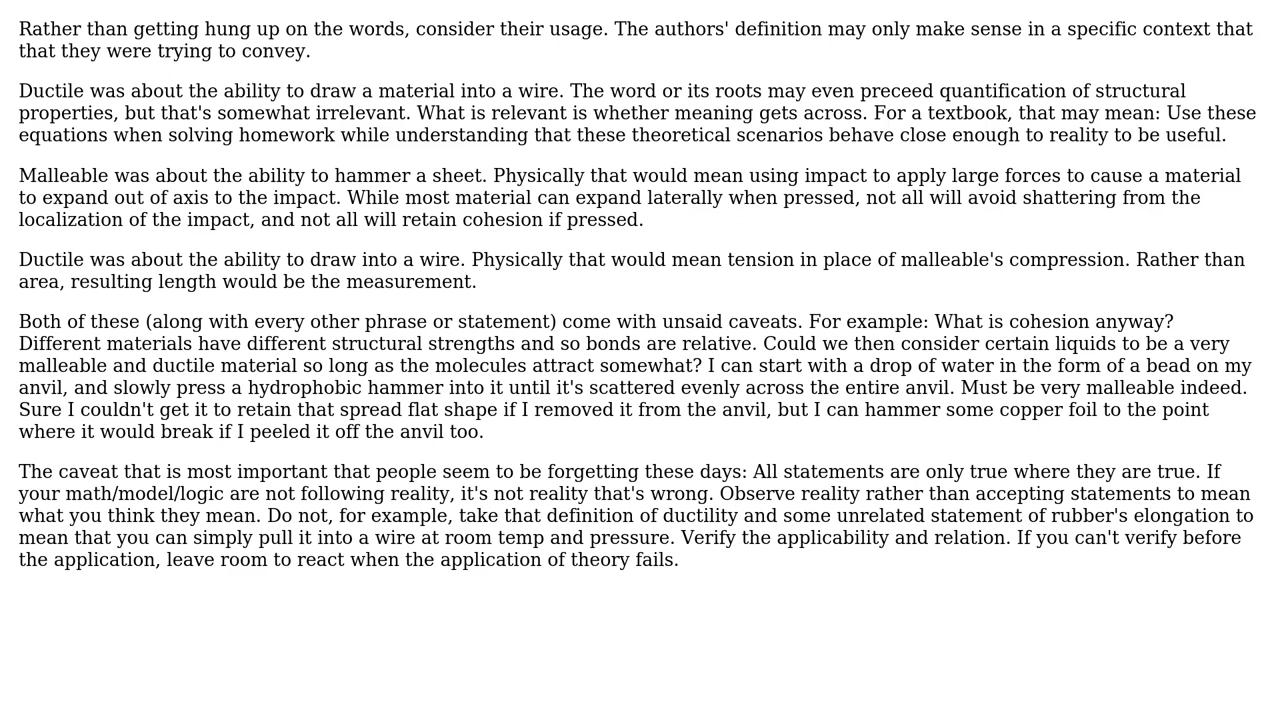 Rather than getting hung up on the words, consider their usage. The authors' definition may only make sense in a specific context that
that they were trying to convey.
Ductile was about the ability to draw a material into a wire. The word or its roots may even preceed quantification of structural
properties, but that's somewhat irrelevant. What is relevant is whether meaning gets across. For a textbook, that may mean: Use these
equations when solving homework while understanding that these theoretical scenarios behave close enough to reality to be useful.
Malleable was about the ability to hammer a sheet. Physically that would mean using impact to apply large forces to cause a material
to expand out of axis to the impact. While most material can expand laterally when pressed, not all will avoid shattering from the
localization of the impact, and not all will retain cohesion if pressed.
Ductile was about the ability to draw into a wire. Physically that would mean tension in place of malleable's compression. Rather than
area, resulting length would be the measurement.
Both of these (along with every other phrase or statement) come with unsaid caveats. For example: What is cohesion anyway?
Different materials have different structural strengths and so bonds are relative. Could we then consider certain liquids to be a very
malleable and ductile material so long as the molecules attract somewhat? I can start with a drop of water in the form of a bead on my
anvil, and slowly press a hydrophobic hammer into it until it's scattered evenly across the entire anvil. Must be very malleable indeed.
Sure I couldn't get it to retain that spread flat shape if I removed it from the anvil, but I can hammer some copper foil to the point
where it would break if I peeled it off the anvil too.
The caveat that is most important that people seem to be forgetting these days: All statements are only true where they are true. If
your math/model/logic are not following reality, it's not reality that's wrong. Observe reality rather than accepting statements to mean
what you think they mean. Do not, for example, take that definition of ductility and some unrelated statement of rubber's elongation to
mean that you can simply pull it into a wire at room temp and pressure. Verify the applicability and relation. If you can't verify before
the application, leave room to react when the application of theory fails.